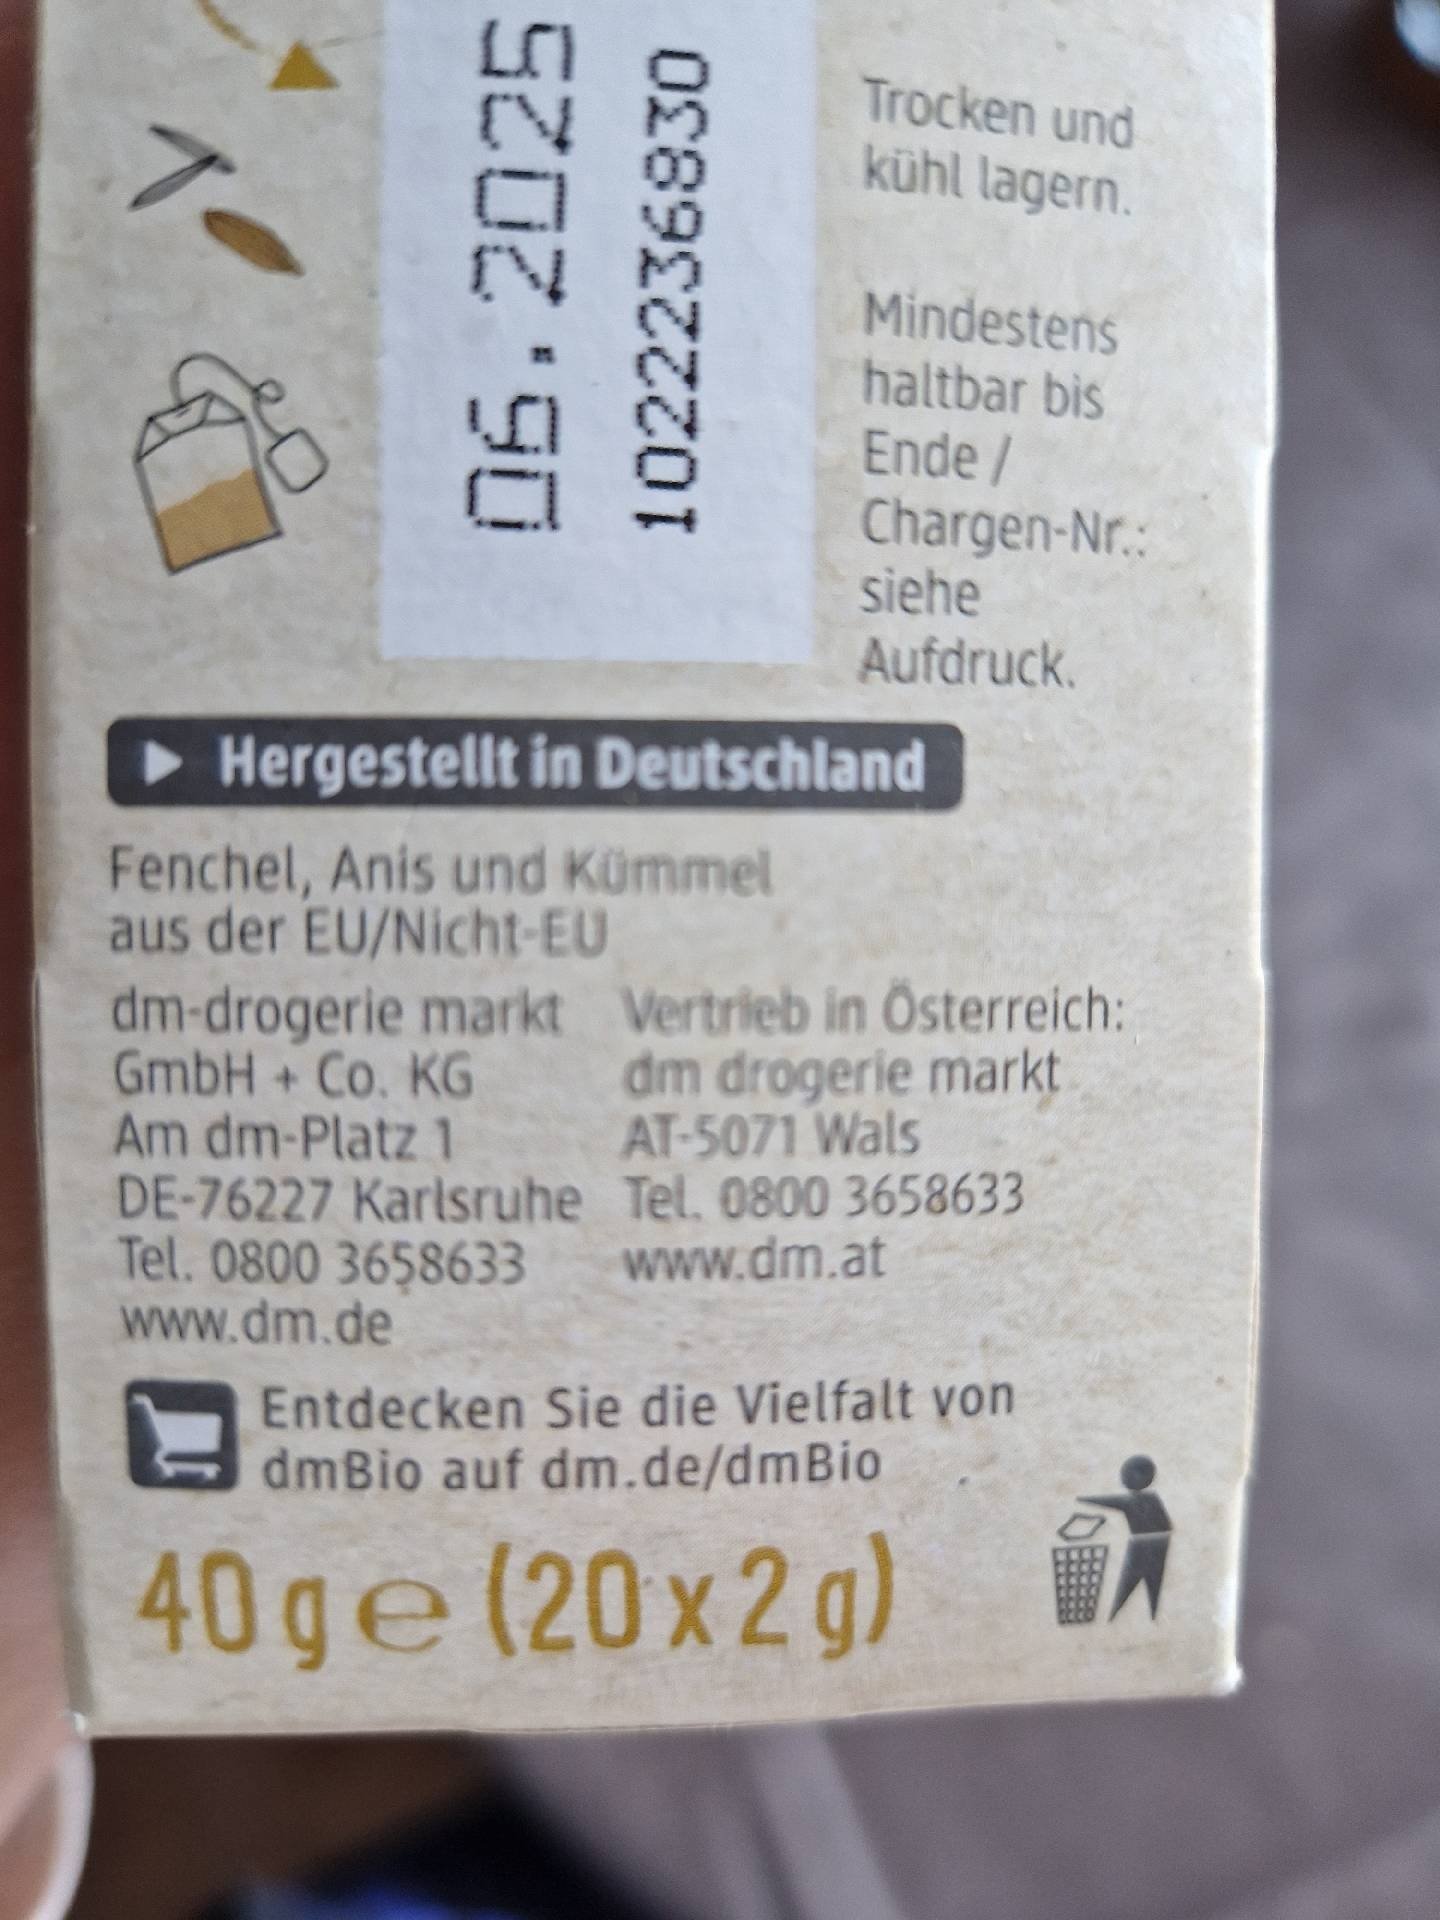 06.2025
1022236830
Trocken und
kühl lagern.
Mindestens
haltbar bis
Ende /
Chargen-Nr.:
siehe
Aufdruck.
Hergestellt in Deutschland
Fenchel, Anis und Kümmel
aus der EU/Nicht-EU
dm-drogerie markt
GmbH + Co. KG
Am dm-Platz 1
DE-76227 Karlsruhe
Tel. 0800 3658633
www.dm.de
Vertrieb in Österreich:
dm drogerie markt
AT-5071 Wals
Tel. 0800 3658633
www.dm.at
Entdecken Sie die Vielfalt von
dmBio auf dm.de/dmBio
40 g e (20 x 2 g)